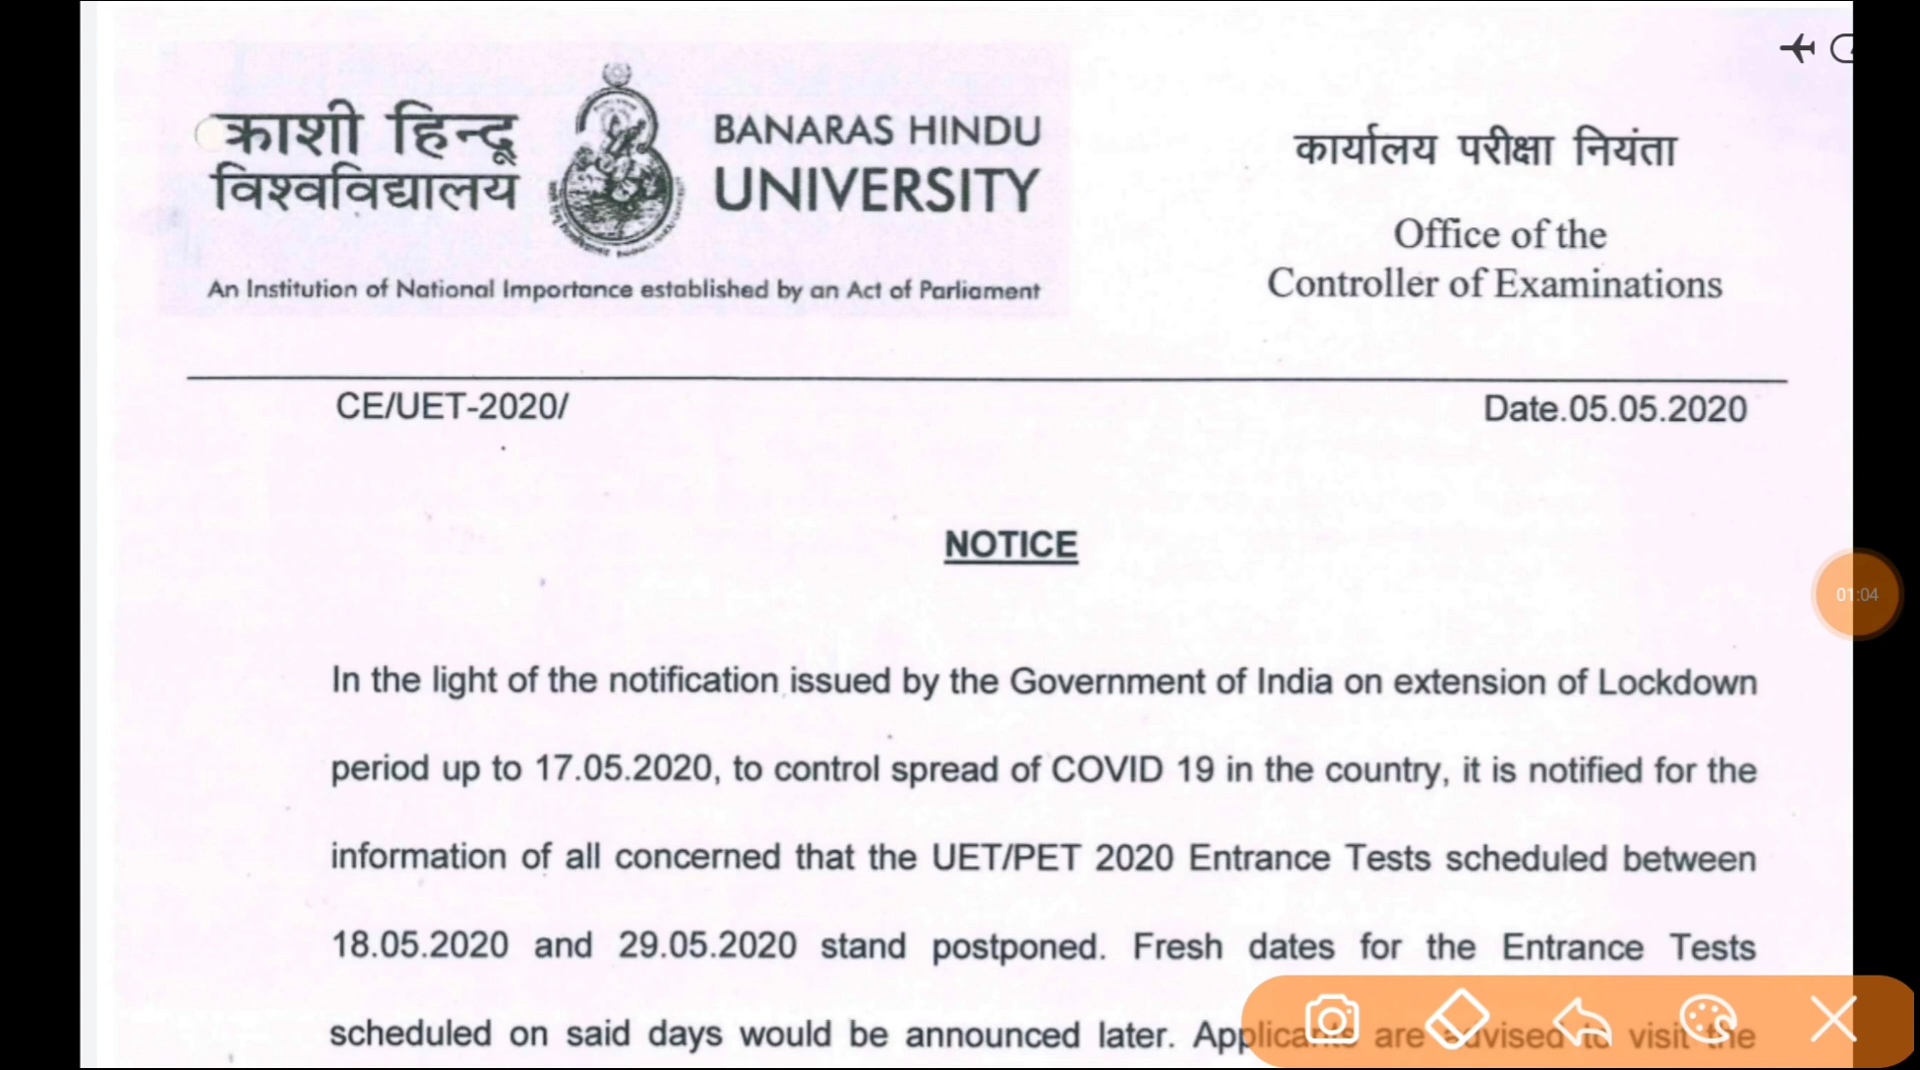 काशी हिन्दू
विश्वविद्यालय
BANARAS HINDU
UNIVERSITY
An Institution of National Importance established by an Act of Parliament
कार्यालय परीक्षा नियंता
Office of the
Controller of Examinations
CE/UET-2020/
Date.05.05.2020
NOTICE
In the light of the notification issued by the Government of India on extension of Lockdown
period up to 17.05.2020, to control spread of COVID 19 in the country, it is notified for the
information of all concerned that the UET/PET 2020 Entrance Tests scheduled between
18.05.2020 and 29.05.2020 stand postponed. Fresh dates for the Entrance Tests
scheduled on said days would be announced later. Applicants are advised to visit the
01:04